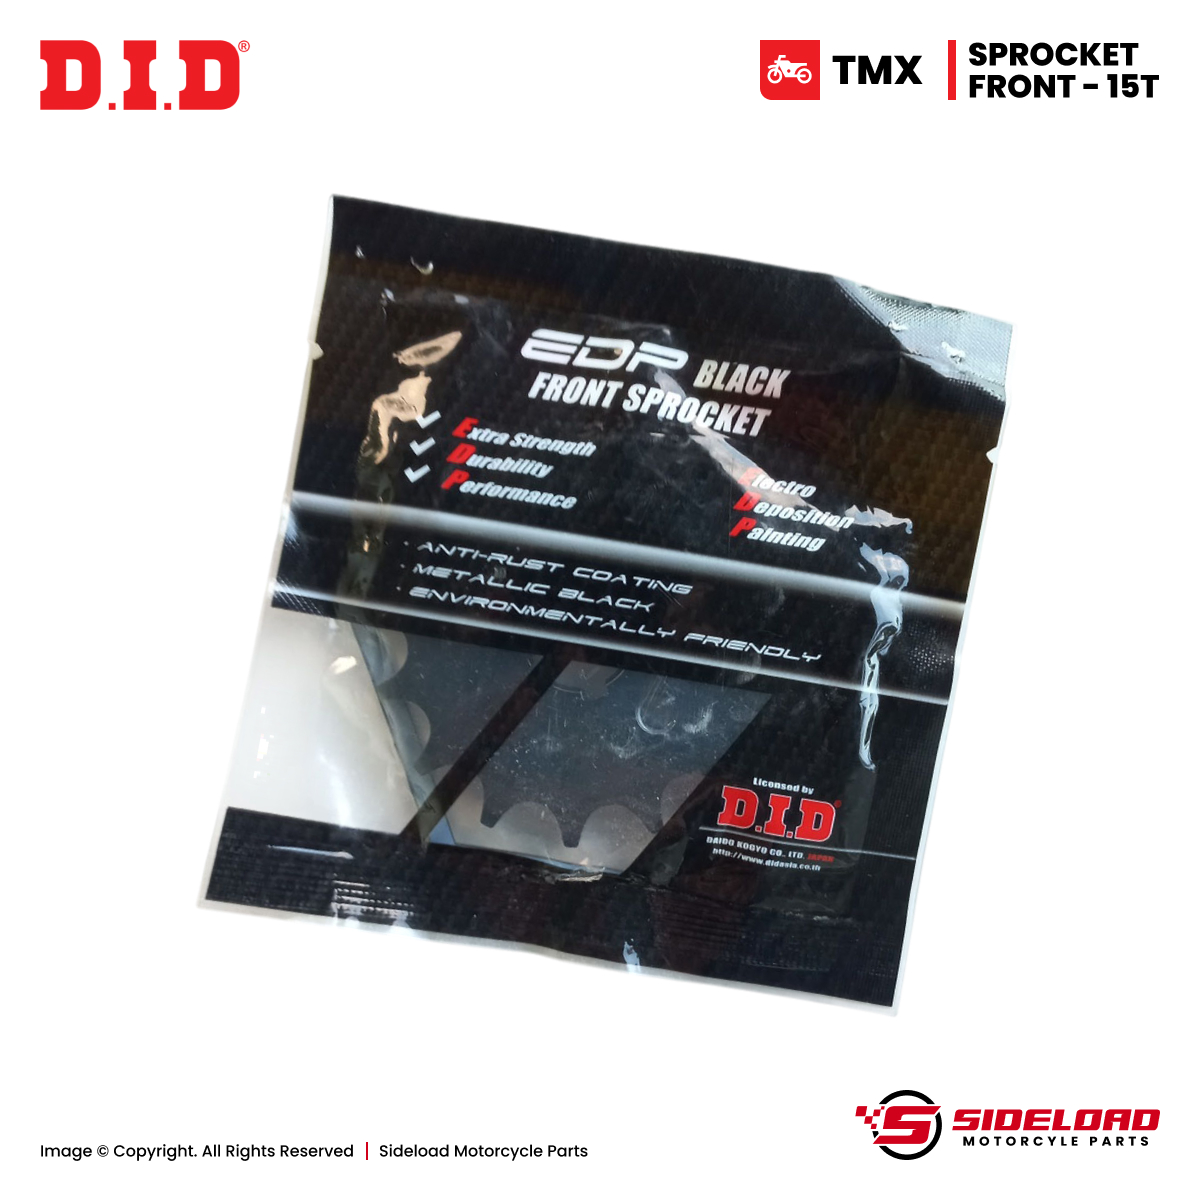 D.I.D®
TMX
SPROCKET
FRONT - 15T
EDP BLACK
FRONT SPROCKET
Extra Strength
Durability
Performance
Electro
Deposition
Painting
· ANTI-RUST COATING
· METALLIC BLACK
· ENVIRONMENTALLY FRIENDLY
Licensed by
D.I.D®
DAIDO KOGYO CO., LTD. JAPAN
http://www.didasia.co.th
S SIDELOAD
MOTORCYLE PARTS
Image © Copyright. All Rights Reserved | Sideload Motorcycle Parts